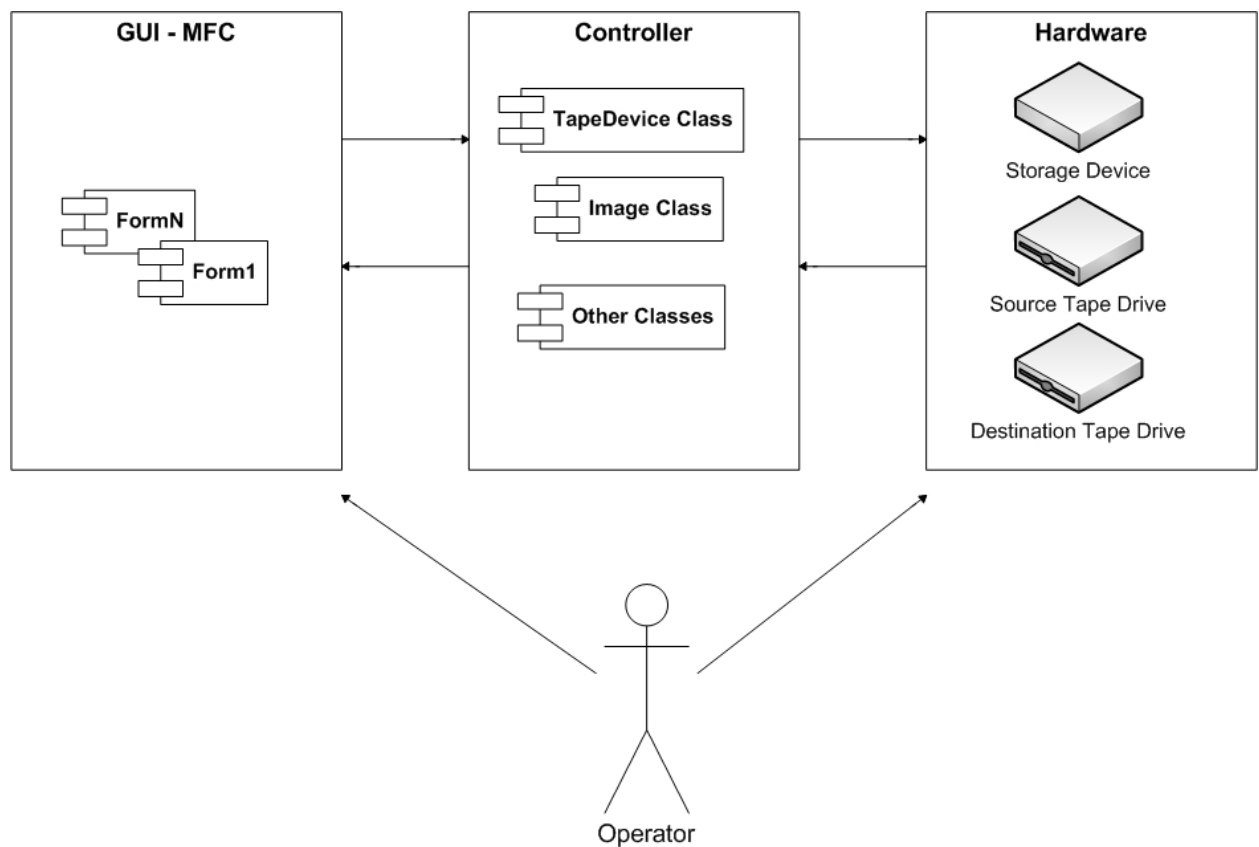 GUI - MFC
FormN
Form1
Controller
TapeDevice Class
Image Class
Other Classes
Hardware
Storage Device
Source Tape Drive
Destination Tape Drive
Operator